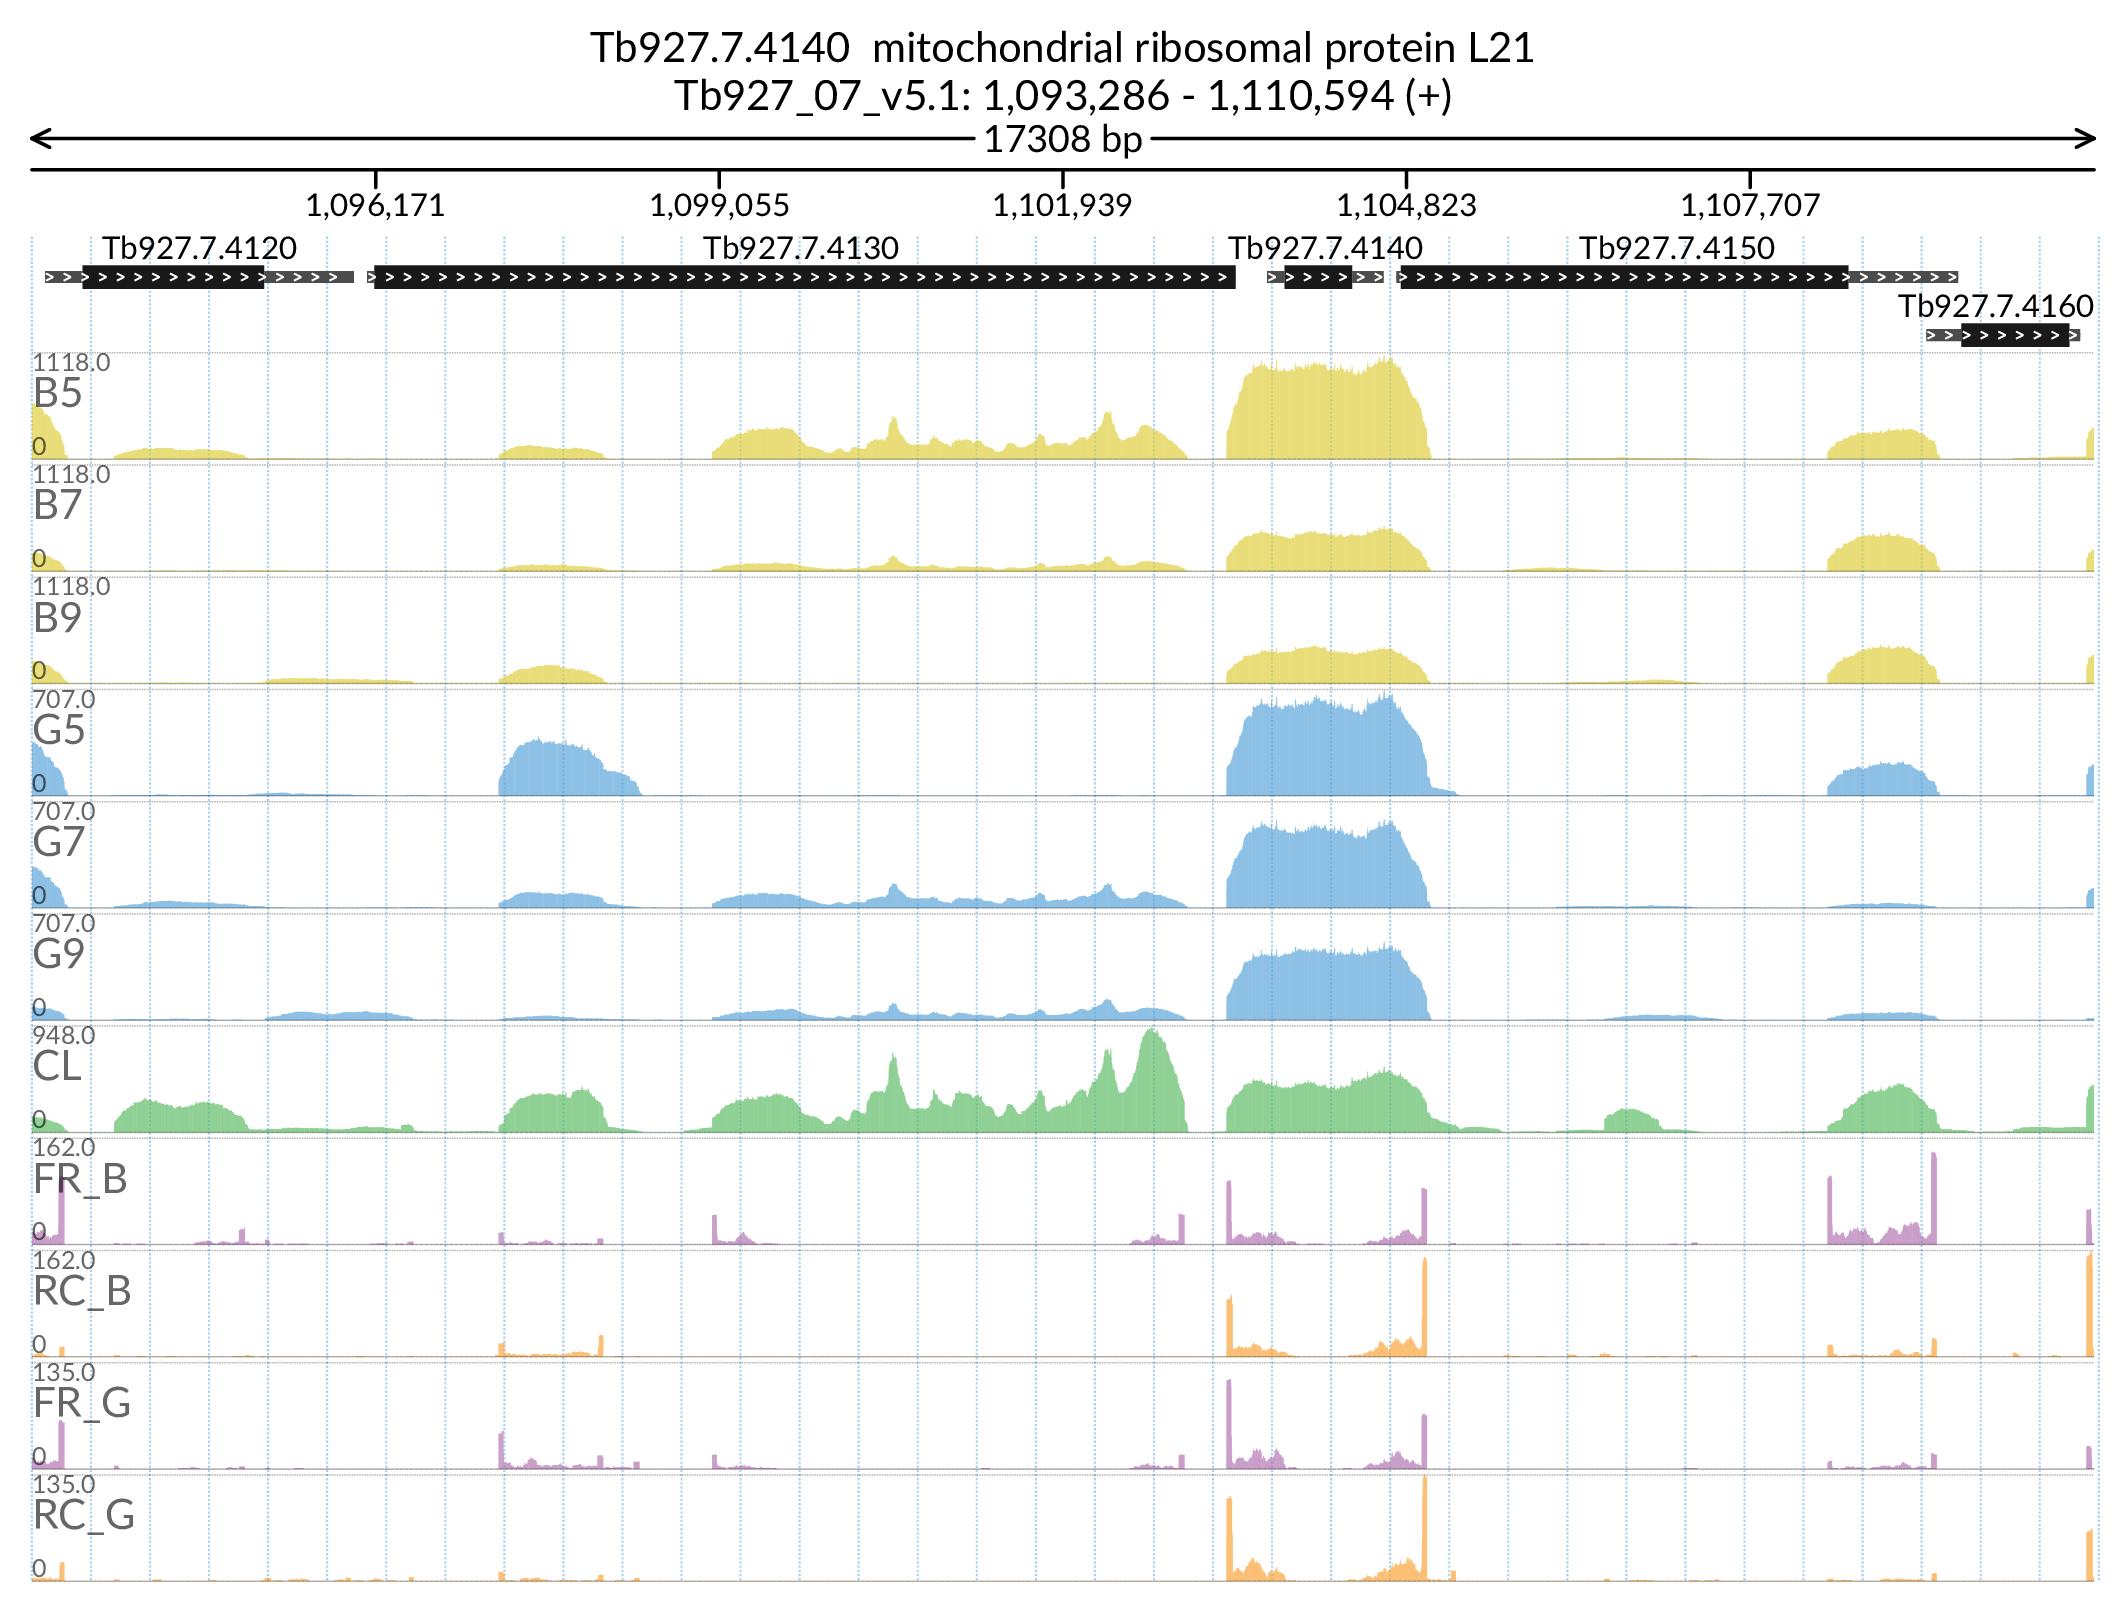 Tb927.7.4140 mitochondrial ribosomal protein L21
Tb927_07_v5.1: 1,093,286 - 1,110,594 (+)
17308 bp
1,096,171 1,099,055 1,101,939 1,104,823 1,107,707
Tb927.7.4120 Tb927.7.4130 Tb927.7.4140 Tb927.7.4150
Tb927.7.4160
1118.0
B5
0
1118.0
B7
0
1118.0
B9
0
707.0
G5
0
707.0
G7
0
707.0
G9
0
948.0
CL
0
162.0
FR_B
0
162.0
RC_B
0
135.0
FR_G
0
135.0
RC_G
0